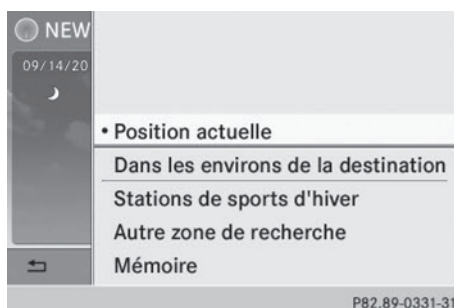 NEW
09/14/20
• Position actuelle
Dans les environs de la destination
Stations de sports d'hiver
Autre zone de recherche
Mémoire
P82.89-0331-31